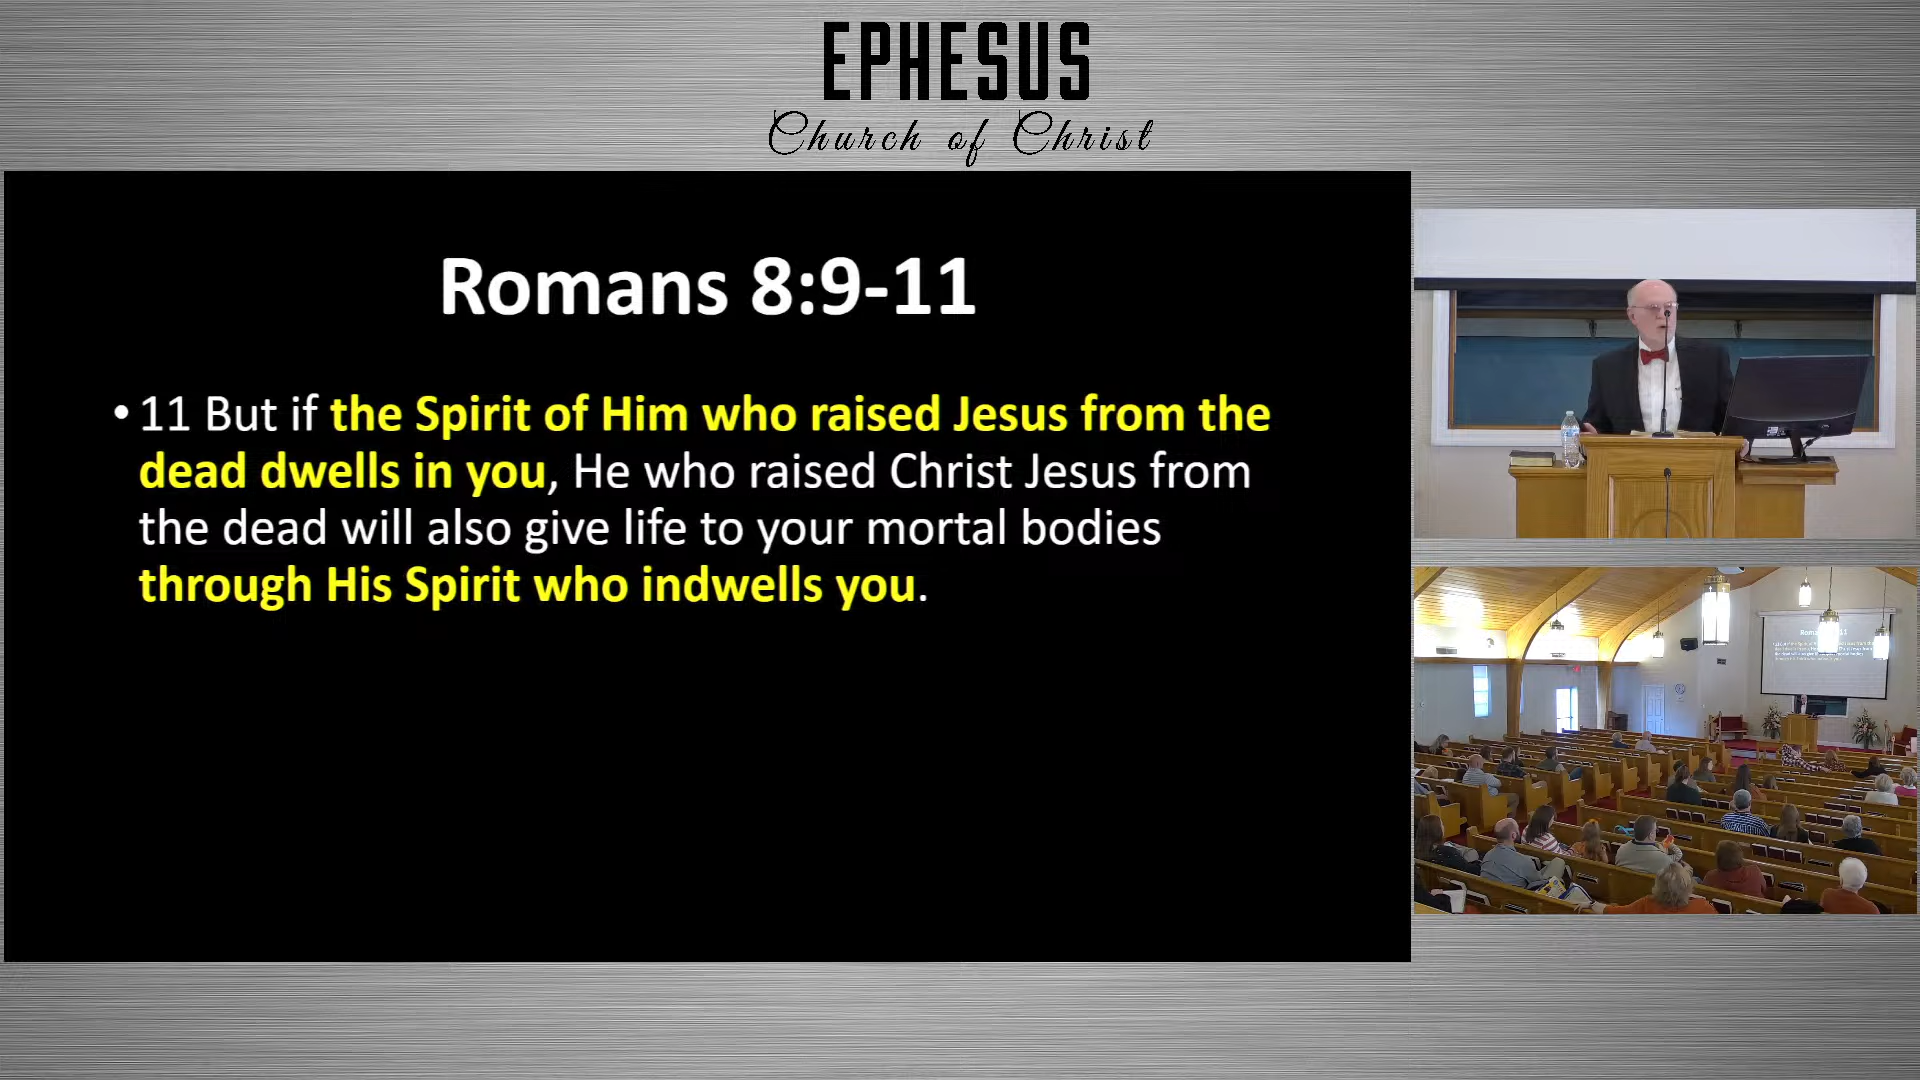 EPHESUS
Church of Christ
Romans 8:9-11
• 11 But if the Spirit of Him who raised Jesus from the
dead dwells in you, He who raised Christ Jesus from
the dead will also give life to your mortal bodies
through His Spirit who indwells you.